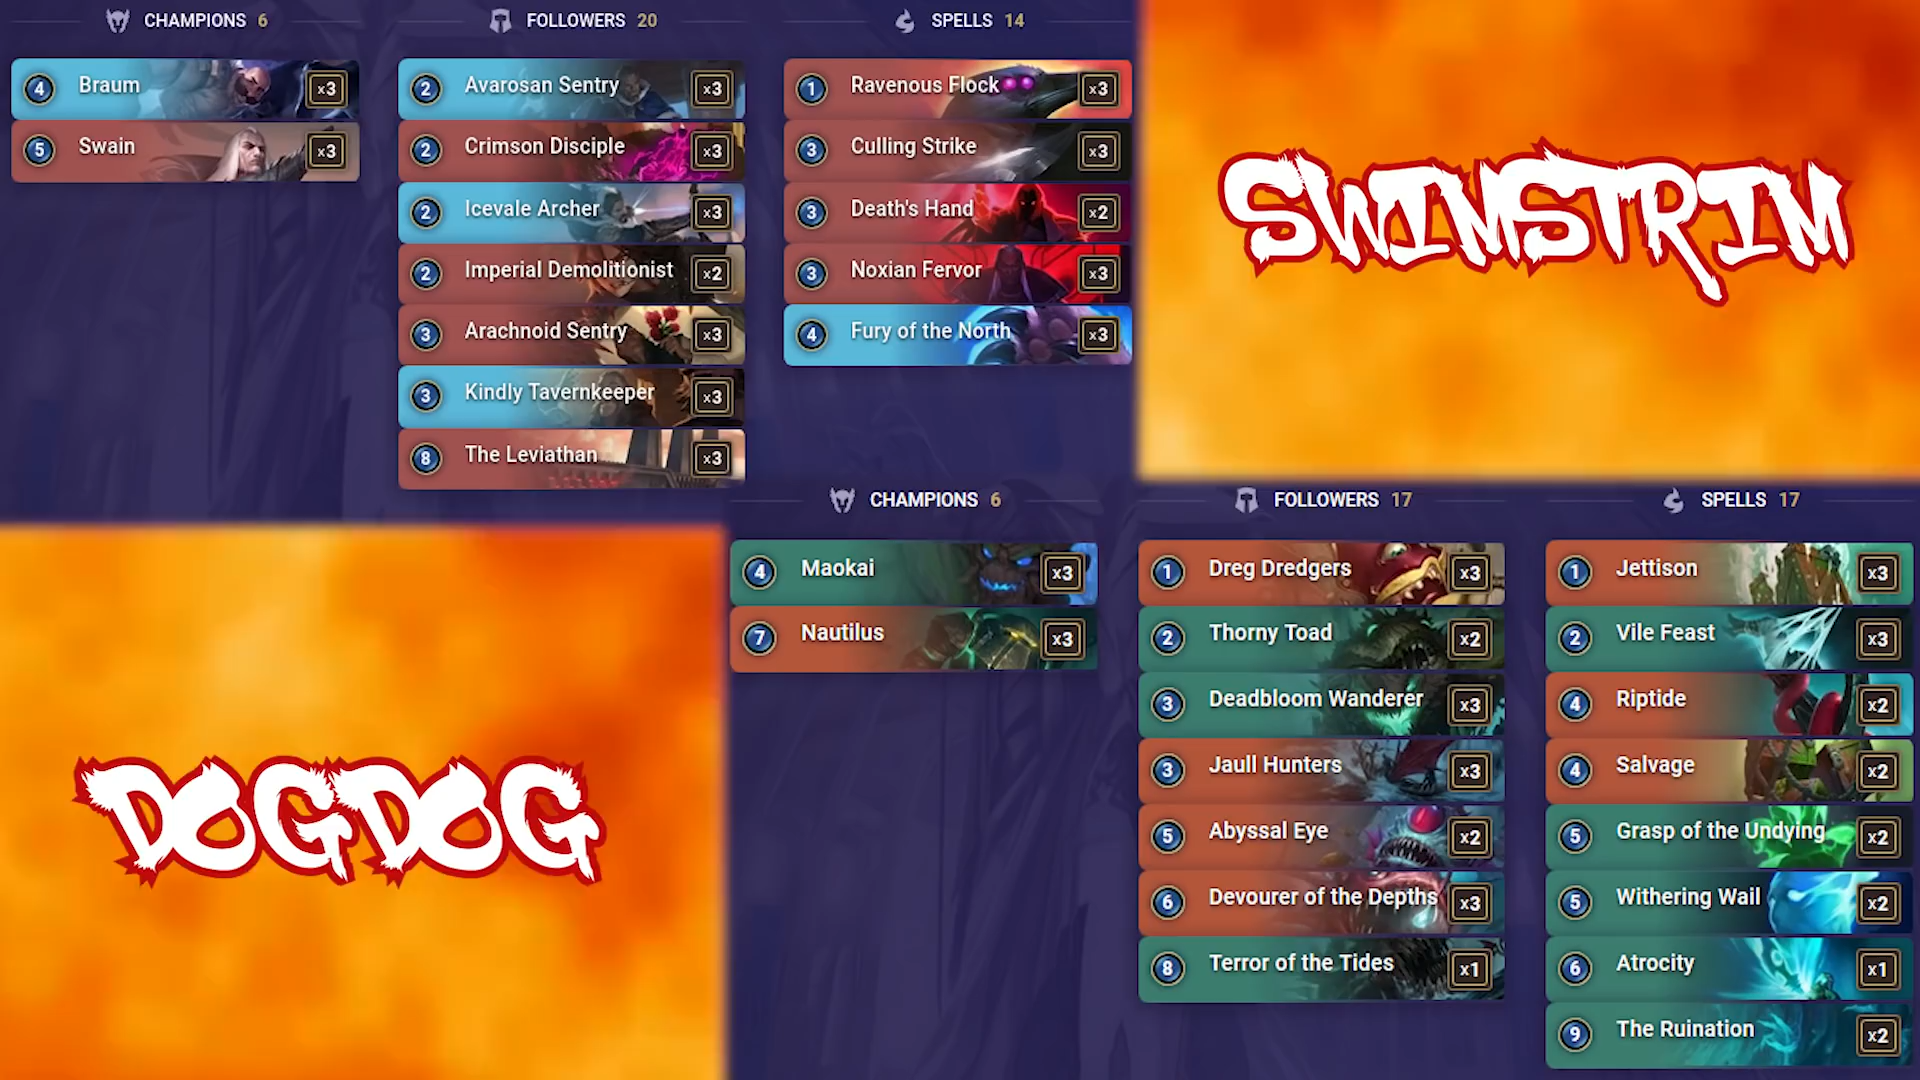 CHAMPIONS 6
4 Braum x3
5 Swain x3
FOLLOWERS 20
2 Avarosan Sentry x3
2 Crimson Disciple x3
2 Icevale Archer x3
2 Imperial Demolitionist x2
3 Arachnoid Sentry x3
3 Kindly Tavernkeeper x3
8 The Leviathan x3
SPELLS 14
1 Ravenous Flock x3
3 Culling Strike x3
3 Death's Hand x2
3 Noxian Fervor x3
4 Fury of the North x3
SWIMSTRIM
DOGDOG
CHAMPIONS 6
4 Maokai x3
7 Nautilus x3
FOLLOWERS 17
1 Dreg Dredgers x3
2 Thorny Toad x2
3 Deadbloom Wanderer x3
3 Jaull Hunters x3
5 Abyssal Eye x2
6 Devourer of the Depths x3
8 Terror of the Tides x1
SPELLS 17
1 Jettison x3
2 Vile Feast x3
4 Riptide x2
4 Salvage x2
5 Grasp of the Undying x2
5 Withering Wail x2
6 Atrocity x1
9 The Ruination x2